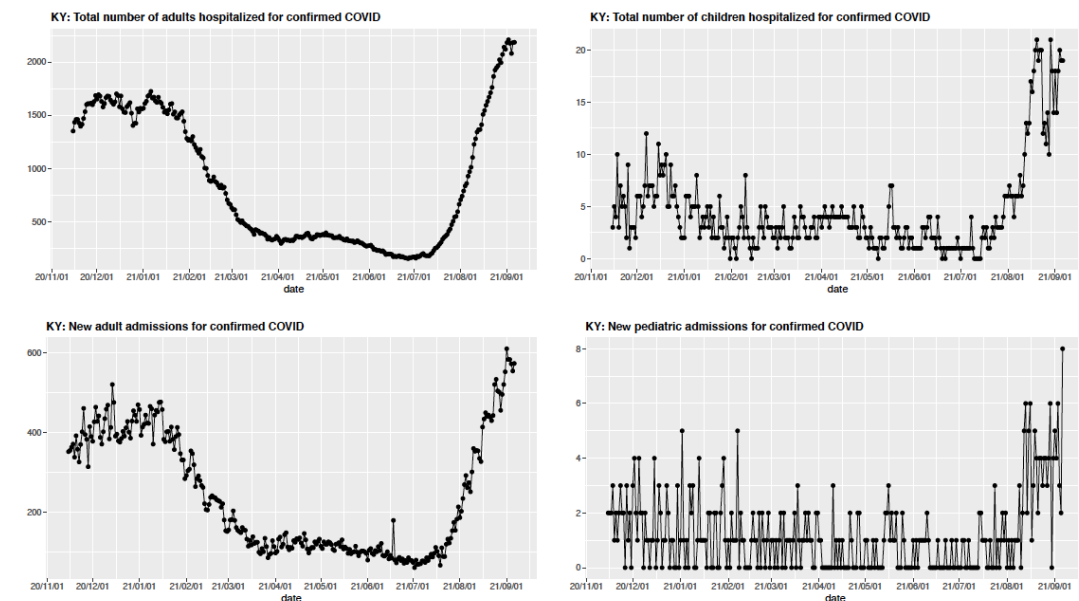 KY: Total number of adults hospitalized for confirmed COVID
2000
1500
1000
500
20/11/01 20/12/01 21/01/01 21/02/01 21/03/01 21/04/01 21/05/01 21/06/01 21/07/01 21/08/01 21/09/01
date
KY: Total number of children hospitalized for confirmed COVID
20
15
10
5
0
20/11/01 20/12/01 21/01/01 21/02/01 21/03/01 21/04/01 21/05/01 21/06/01 21/07/01 21/08/01 21/09/01
date
KY: New adult admissions for confirmed COVID
600
400
200
20/11/01 20/12/01 21/01/01 21/02/01 21/03/01 21/04/01 21/05/01 21/06/01 21/07/01 21/08/01 21/09/01
date
KY: New pediatric admissions for confirmed COVID
8
6
4
2
0
20/11/01 20/12/01 21/01/01 21/02/01 21/03/01 21/04/01 21/05/01 21/06/01 21/07/01 21/08/01 21/09/01
date